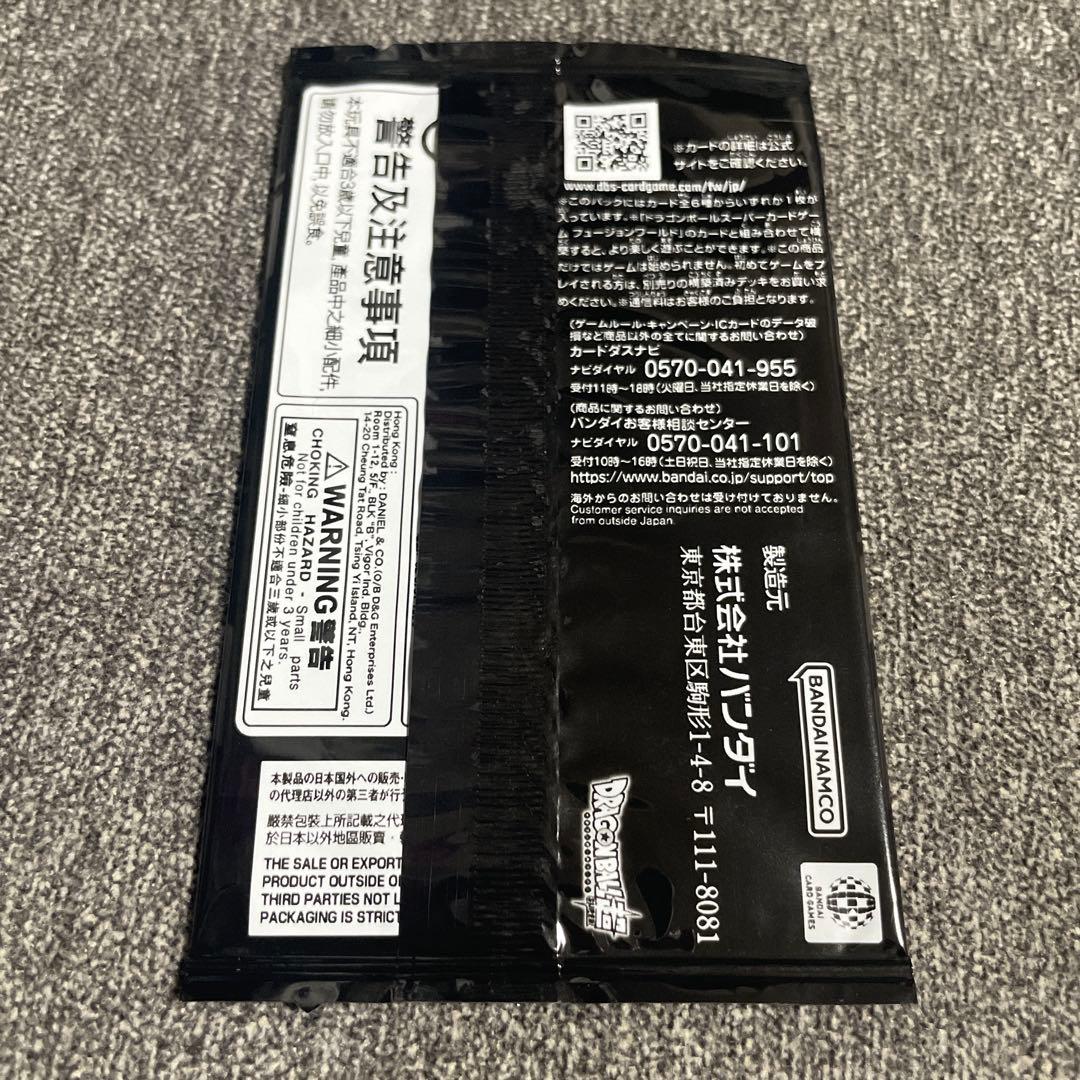 ※カードの詳細は公式
サイトをご確認ください。
www.dbs-cardgame.com/fw/jp/
※このパックにはカード全6種からいずれか1枚が
入っています。※「ドラゴンボールスーパーカードゲー
ム フュージョンワールド」のカードと組み合わせて構
築すると、より楽しく遊ぶことができます。※この商品
だけではゲームは始められません。初めてゲームをプ
レイされる方は、別売りの構築済みデッキをお買い求
めください。※通信料はお客様のご負担となります。
(ゲームルール・キャンペーン・ICカードのデータ破
損など商品以外の全てに関するお問い合わせ)
カードダスナビ
ナビダイヤル 0570-041-955
受付11時~18時(火曜日、当社指定休業日を除く)
(商品に関するお問い合わせ)
バンダイお客様相談センター
ナビダイヤル 0570-041-101
受付10時~16時(土日祝日、当社指定休業日を除く)
https://www.bandai.co.jp/support/top
海外からのお問い合わせは受け付けておりません。
Customer service inquiries are not accepted
from outside Japan.
製造元
株式会社バンダイ
東京都台東区駒形1-4-8 〒111-8081
BANDAI NAMCO
BANDAI
CARD GAMES
DRAGONBALL超
SUPER
警告及注意事項
本玩具不適合3歲以下兒童, 產品中之細小配件,
請勿放入口中, 以免誤食。
Hong Kong :
Distributed by : DANIEL & CO.(O/B D&G Enterprises Ltd.)
Room 1-12, 5/F., BLK "B", Vigor Ind. Bldg.,
14-20 Cheung Tat Road, Tsing Yi Island, NT, Hong Kong.
WARNING 警告
CHOKING HAZARD - Small parts
Not for children under 3 years.
窒息危險-細小部份不適合三歲或以下之兒童
本製品の日本国外への販売・
の代理店以外の第三者が行
嚴禁包裝上所記載之代
於日本以外地區販賣・
THE SALE OR EXPORT
PRODUCT OUTSIDE O
THIRD PARTIES NOT L
PACKAGING IS STRICT